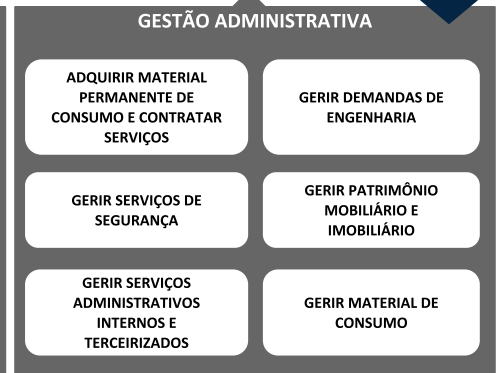 GESTÃO ADMINISTRATIVA
ADQUIRIR MATERIAL
PERMANENTE DE
CONSUMO E CONTRATAR
SERVIÇOS
GERIR DEMANDAS DE
ENGENHARIA
GERIR SERVIÇOS DE
SEGURANÇA
GERIR PATRIMÔNIO
MOBILIÁRIO E
IMOBILIÁRIO
GERIR SERVIÇOS
ADMINISTRATIVOS
INTERNOS E
TERCEIRIZADOS
GERIR MATERIAL DE
CONSUMO